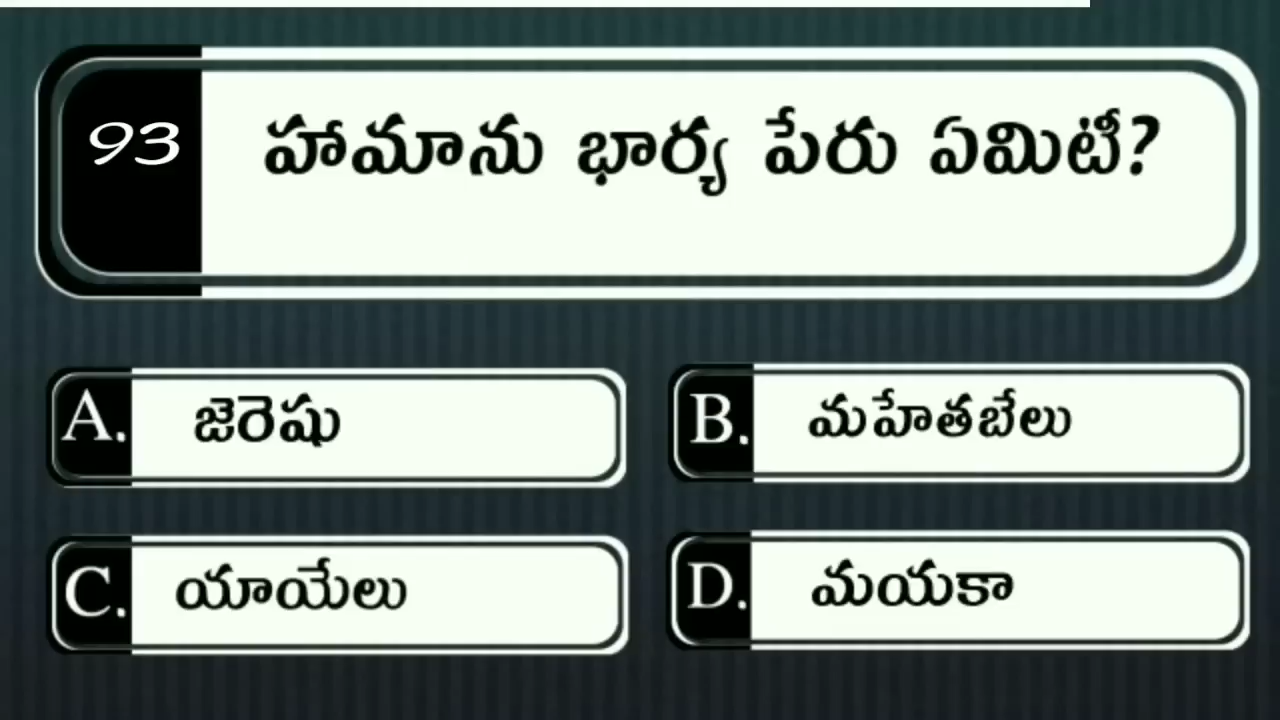 93 హామాను భార్య పేరు ఏమిటీ?
A. జెరెషు
B. మహేతబేలు
C. యాయేలు
D. మయకా